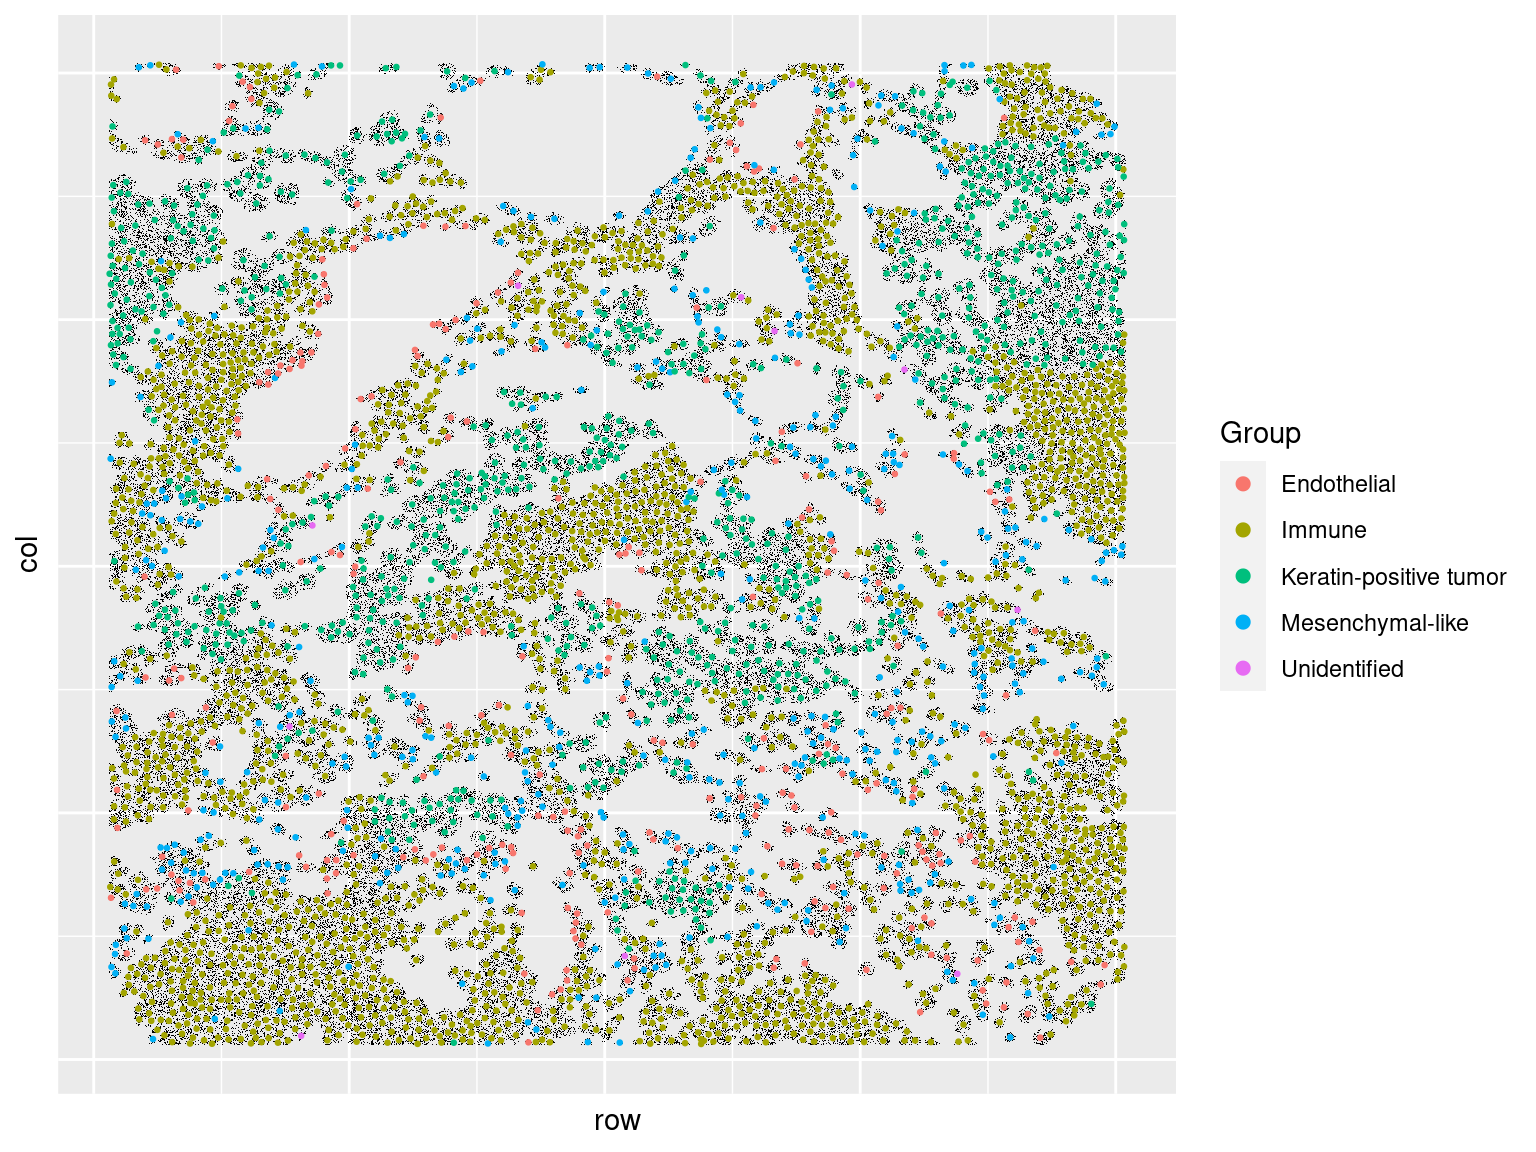 col
row
Group
Endothelial
Immune
Keratin-positive tumor
Mesenchymal-like
Unidentified